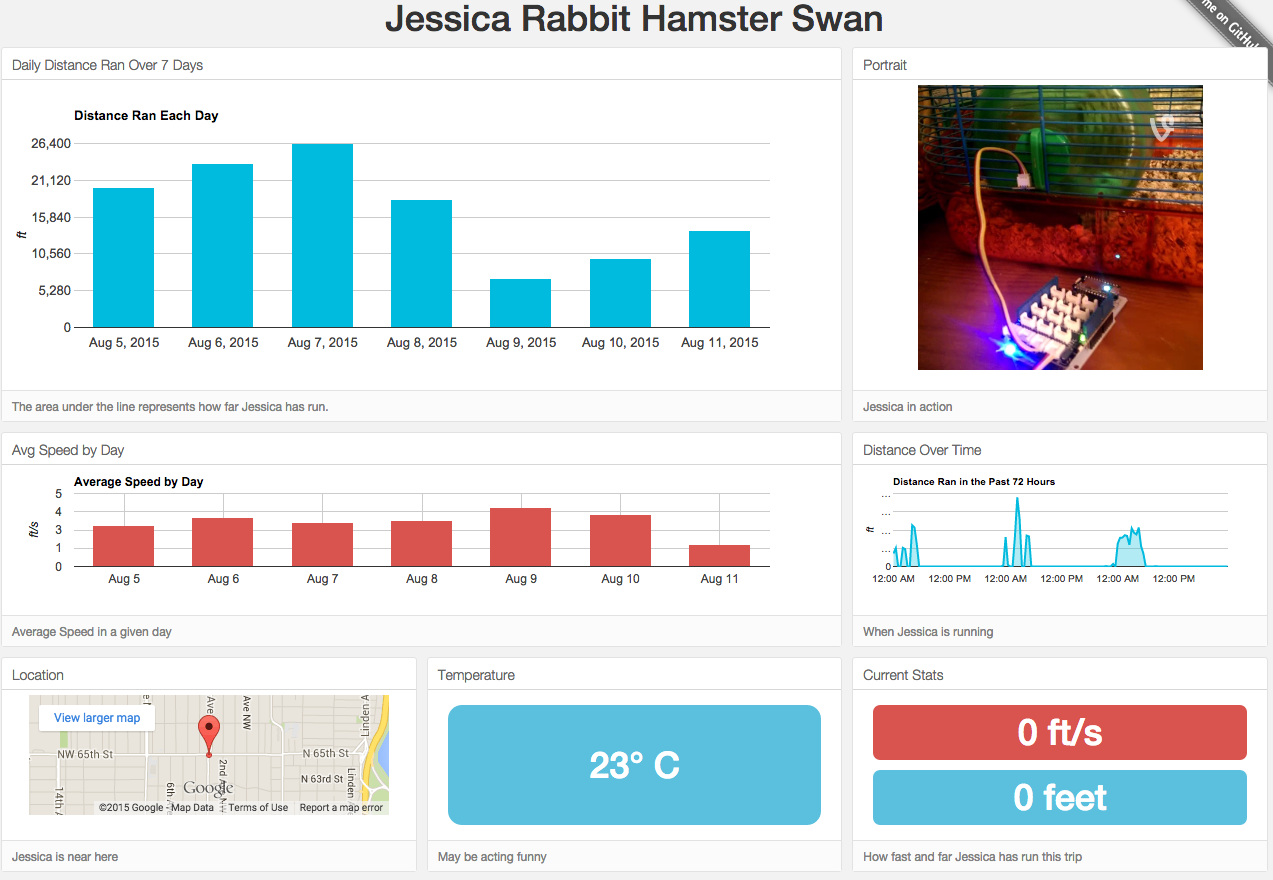 Jessica Rabbit Hamster Swan
me on GitHub
Daily Distance Ran Over 7 Days
Distance Ran Each Day
26,400
21,120
15,840
10,560
5,280
0
ft
Aug 5, 2015 Aug 6, 2015 Aug 7, 2015 Aug 8, 2015 Aug 9, 2015 Aug 10, 2015 Aug 11, 2015
The area under the line represents how far Jessica has run.
Portrait
Jessica in action
Avg Speed by Day
Average Speed by Day
5
4
3
1
0
ft/s
Aug 5 Aug 6 Aug 7 Aug 8 Aug 9 Aug 10 Aug 11
Average Speed in a given day
Distance Over Time
Distance Ran in the Past 72 Hours
...
...
...
...
0
ft
12:00 AM 12:00 PM 12:00 AM 12:00 PM 12:00 AM 12:00 PM
When Jessica is running
Location
View larger map
Ave NW
Linden A
NW 65th St
N 65th St
N 63rd St
Linden
14th A
6th
2nd Ave NW
Google
©2015 Google - Map Data Terms of Use Report a map error
Jessica is near here
Temperature
23° C
May be acting funny
Current Stats
0 ft/s
0 feet
How fast and far Jessica has run this trip